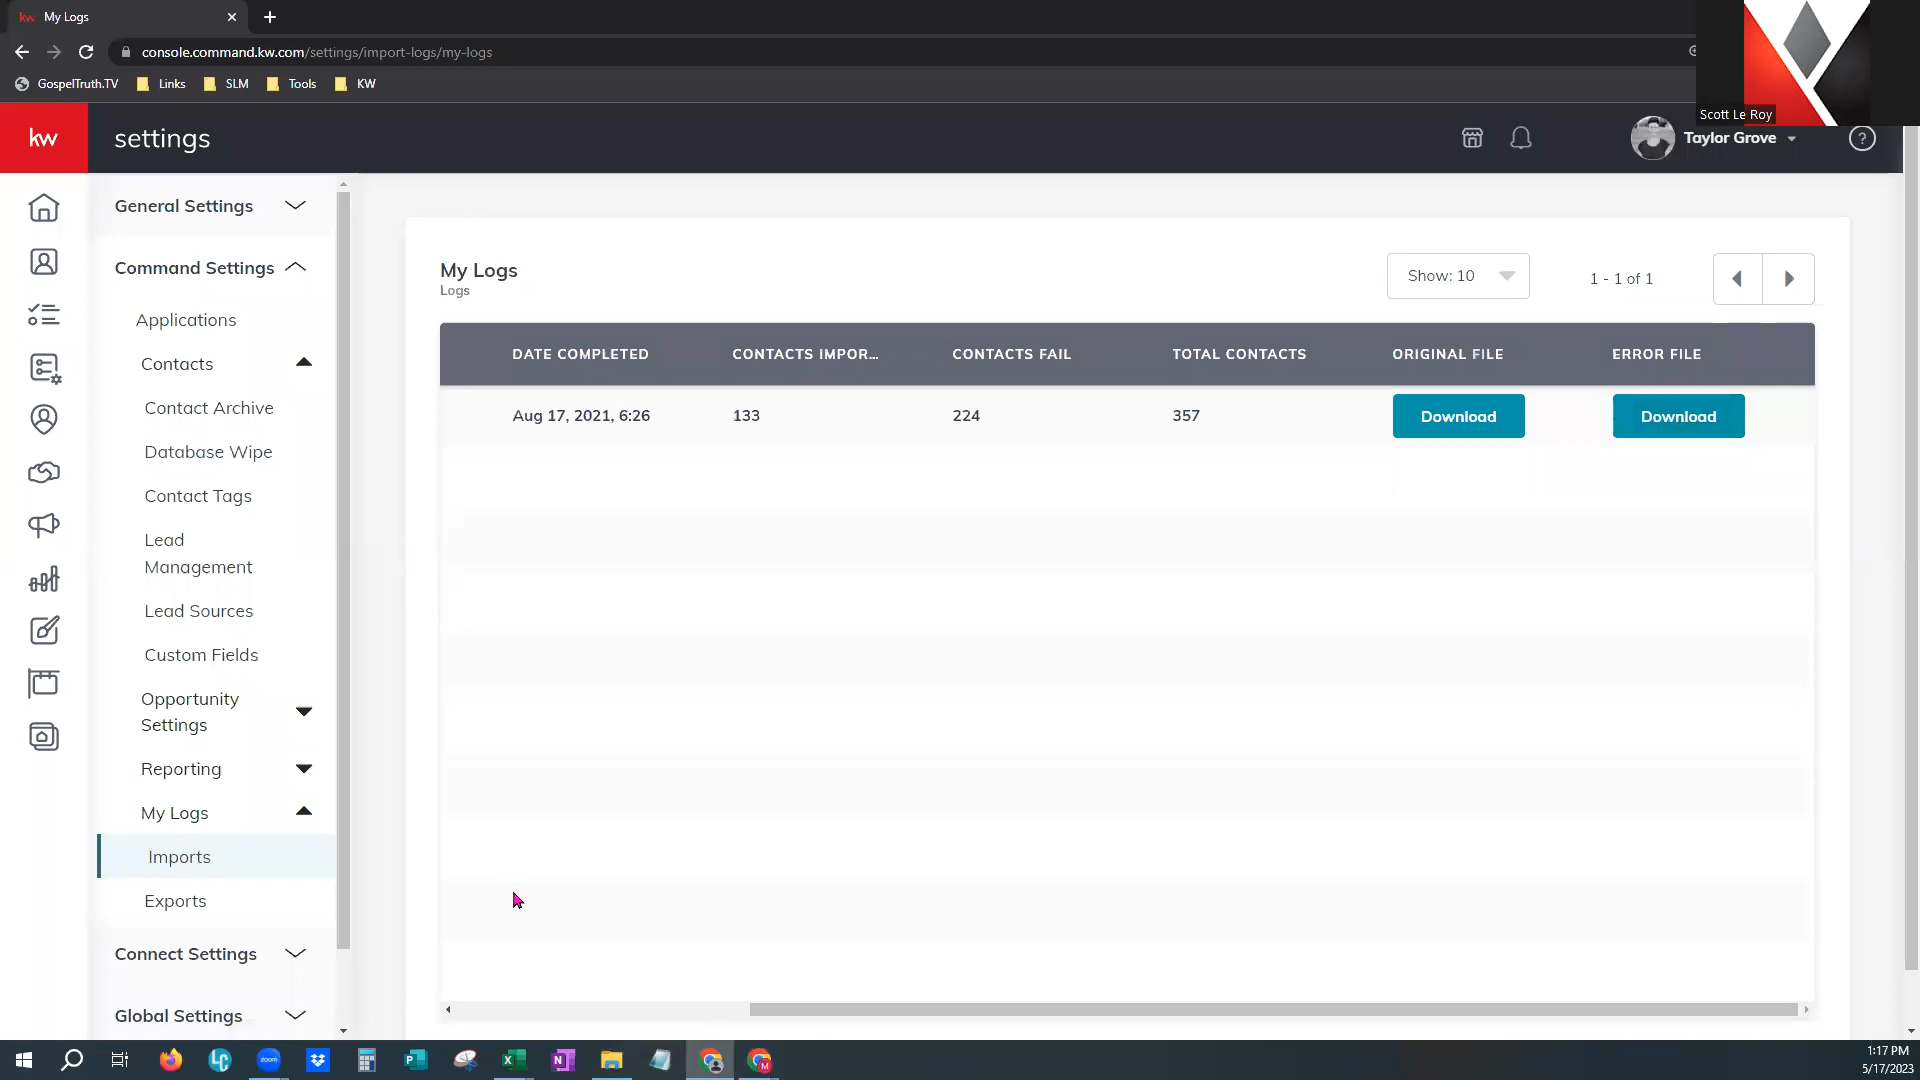 kw My Logs
console.command.kw.com/settings/import-logs/my-logs
GospelTruth.TV Links SLM Tools KW
Scott Le Roy
kw settings Taylor Grove ?
General Settings
Command Settings
Applications
Contacts
Contact Archive
Database Wipe
Contact Tags
Lead
Management
Lead Sources
Custom Fields
Opportunity
Settings
Reporting
My Logs
Imports
Exports
Connect Settings
Global Settings
My Logs
Logs
Show: 10 1 - 1 of 1
DATE COMPLETED CONTACTS IMPOR... CONTACTS FAIL TOTAL CONTACTS ORIGINAL FILE ERROR FILE
Aug 17, 2021, 6:26 133 224 357 Download Download
LC zoom P X N M
1:17 PM
5/17/2023